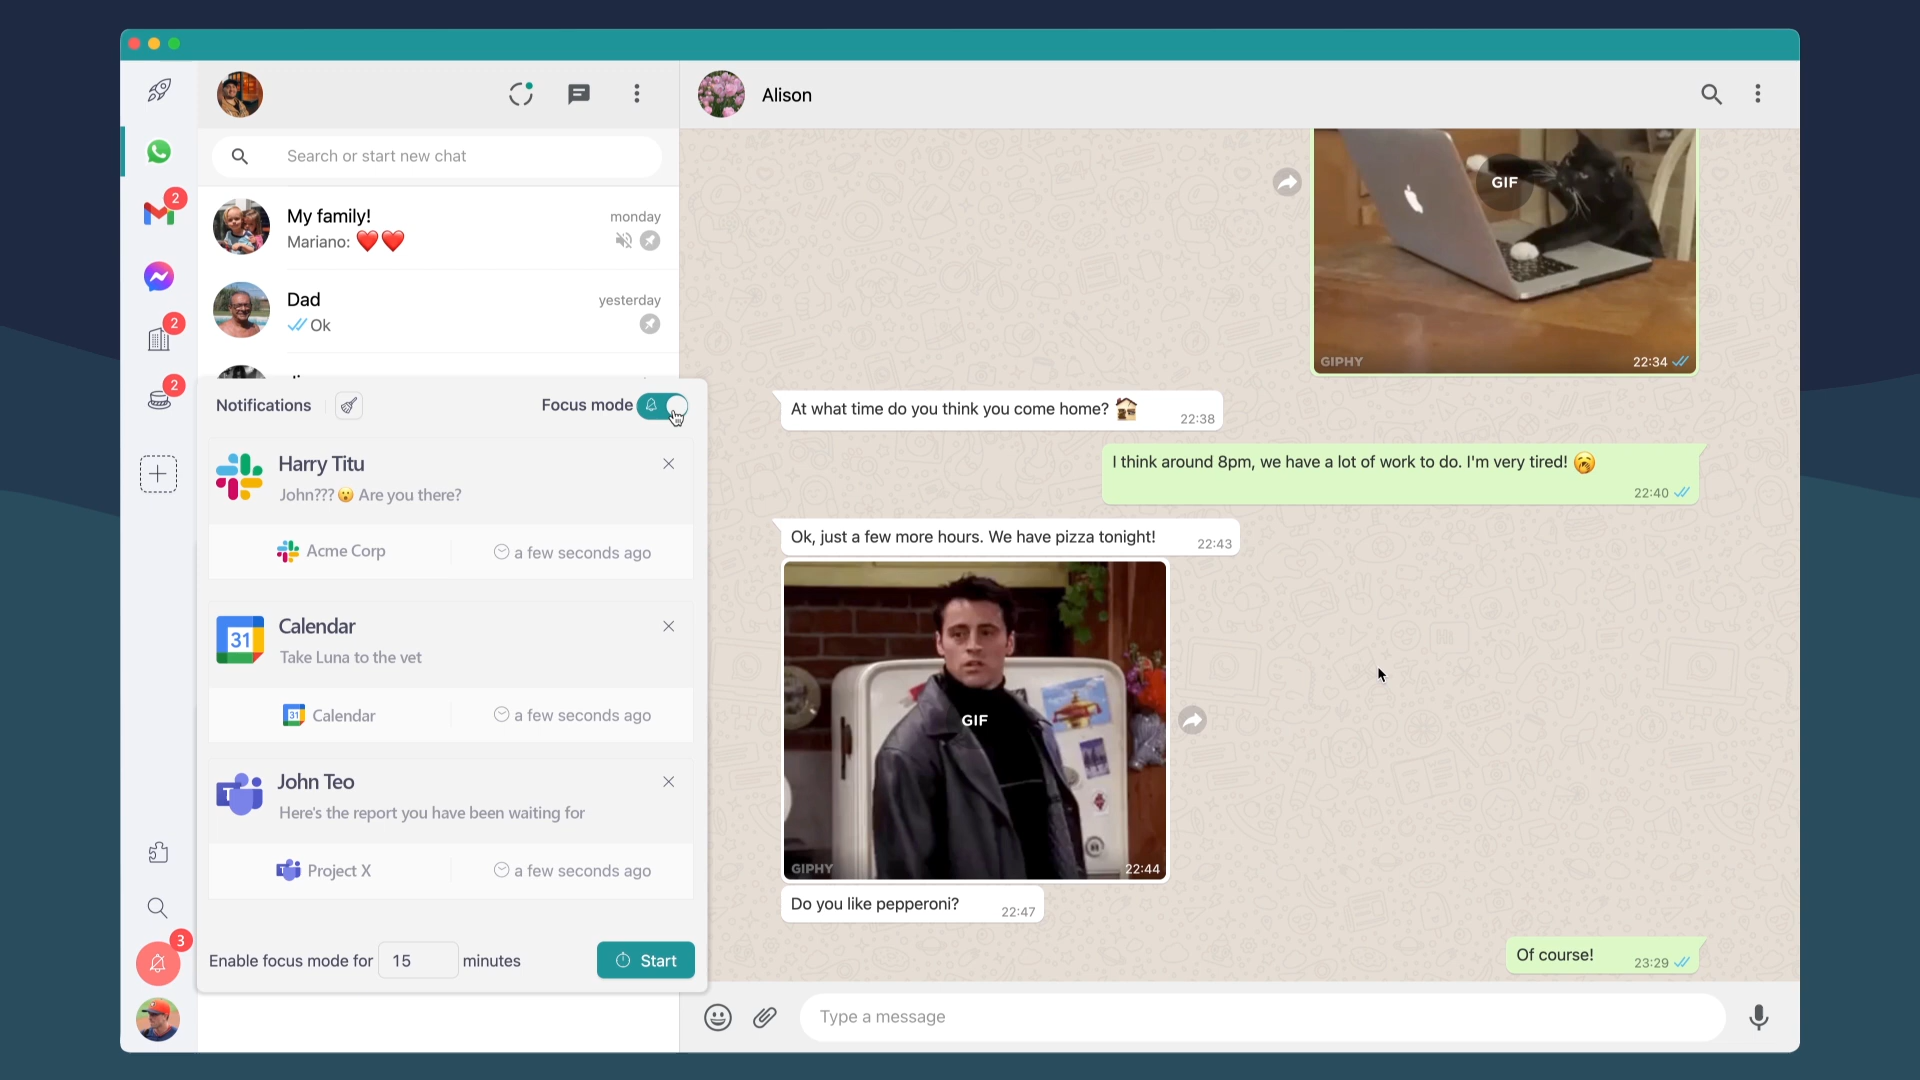 Alison
Search or start new chat
2
My family!
monday
Mariano: ❤️❤️
Dad
yesterday
Ok
2
2
Notifications
Focus mode
Harry Titu
John???😮 Are you there?
Acme Corp
a few seconds ago
31
Calendar
Take Luna to the vet
31
Calendar
a few seconds ago
T
John Teo
Here's the report you have been waiting for
T
Project X
a few seconds ago
3
Enable focus mode for
15
minutes
Start
GIF
GIPHY
22:34
At what time do you think you come home?
22:38
I think around 8pm, we have a lot of work to do. I'm very tired! 🥱
22:40
Ok, just a few more hours. We have pizza tonight!
22:43
GIF
GIPHY
22:44
Do you like pepperoni?
22:47
Of course!
23:29
Type a message